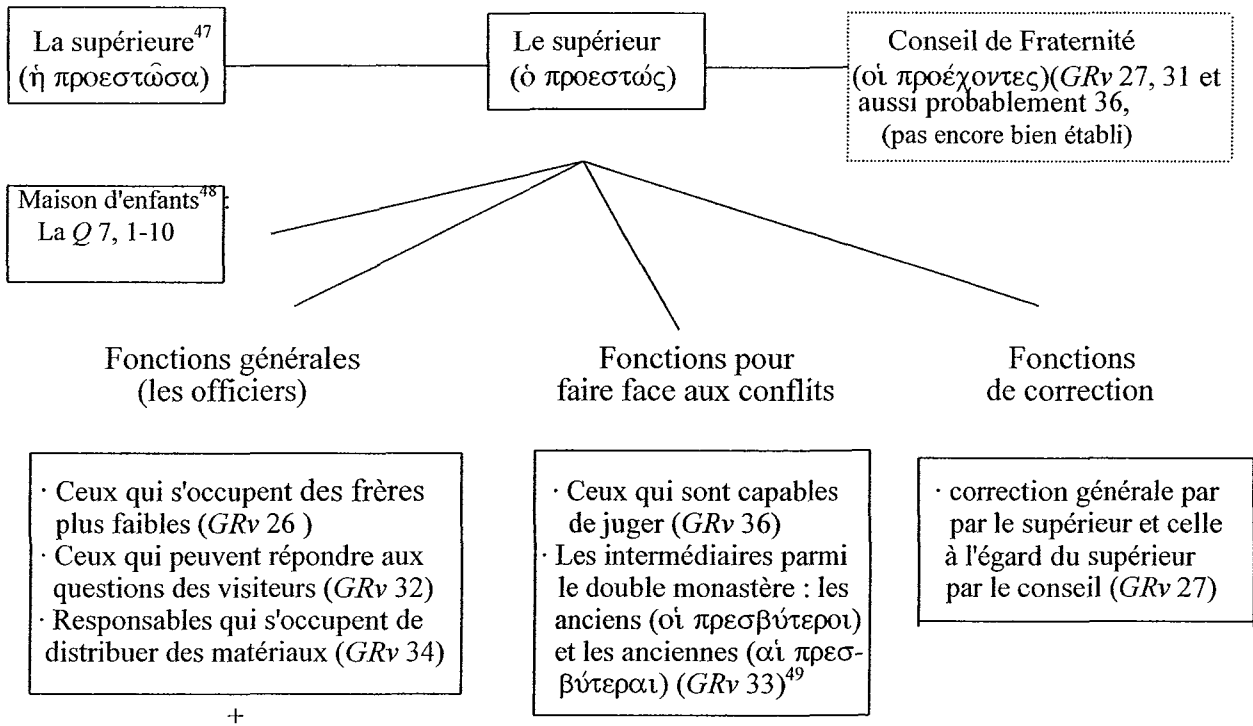 La supérieure⁴⁷
(ἡ προεστῶσα)
Le supérieur
(ὁ προεστώς)
Conseil de Fraternité
(οἱ προέχοντες)(GRv 27, 31 et
aussi probablement 36,
(pas encore bien établi)
Maison d'enfants⁴⁸ :
La Q 7, 1-10
Fonctions générales
(les officiers)
Fonctions pour
faire face aux conflits
Fonctions
de correction
· Ceux qui s'occupent des frères
plus faibles (GRv 26 )
· Ceux qui peuvent répondre aux
questions des visiteurs (GRv 32)
· Responsables qui s'occupent de
distribuer des matériaux (GRv 34)
+
· Ceux qui sont capables
de juger (GRv 36)
· Les intermédiaires parmi
le double monastère : les
anciens (οἱ πρεσβύτεροι)
et les anciennes (αἱ πρεσ-
βύτεραι) (GRv 33)⁴⁹
· correction générale par
par le supérieur et celle
à l'égard du supérieur
par le conseil (GRv 27)